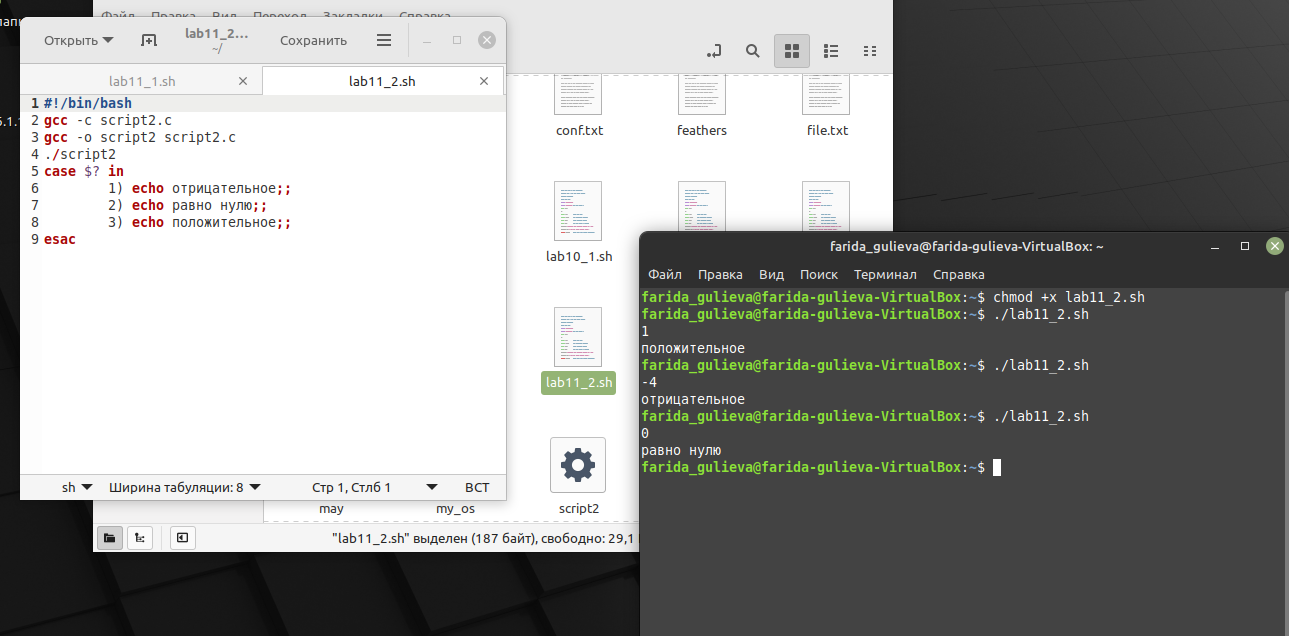 Файл Правка Вид Переход Закладки Справка
Открыть
lab11_2...
~/
Сохранить
lab11_1.sh
lab11_2.sh
1 #!/bin/bash
2 gcc -c script2.c
3 gcc -o script2 script2.c
4 ./script2
5 case $? in
6 1) echo отрицательное;;
7 2) echo равно нулю;;
8 3) echo положительное;;
9 esac
sh Ширина табуляции: 8 Стр 1, Стлб 1 ВСТ
conf.txt feathers file.txt
lab10_1.sh
lab11_2.sh
script2
may my_os
"lab11_2.sh" выделен (187 байт), свободно: 29,1
farida_gulieva@farida-gulieva-VirtualBox: ~
Файл Правка Вид Поиск Терминал Справка
farida_gulieva@farida-gulieva-VirtualBox:~$ chmod +x lab11_2.sh
farida_gulieva@farida-gulieva-VirtualBox:~$ ./lab11_2.sh
1
положительное
farida_gulieva@farida-gulieva-VirtualBox:~$ ./lab11_2.sh
-4
отрицательное
farida_gulieva@farida-gulieva-VirtualBox:~$ ./lab11_2.sh
0
равно нулю
farida_gulieva@farida-gulieva-VirtualBox:~$